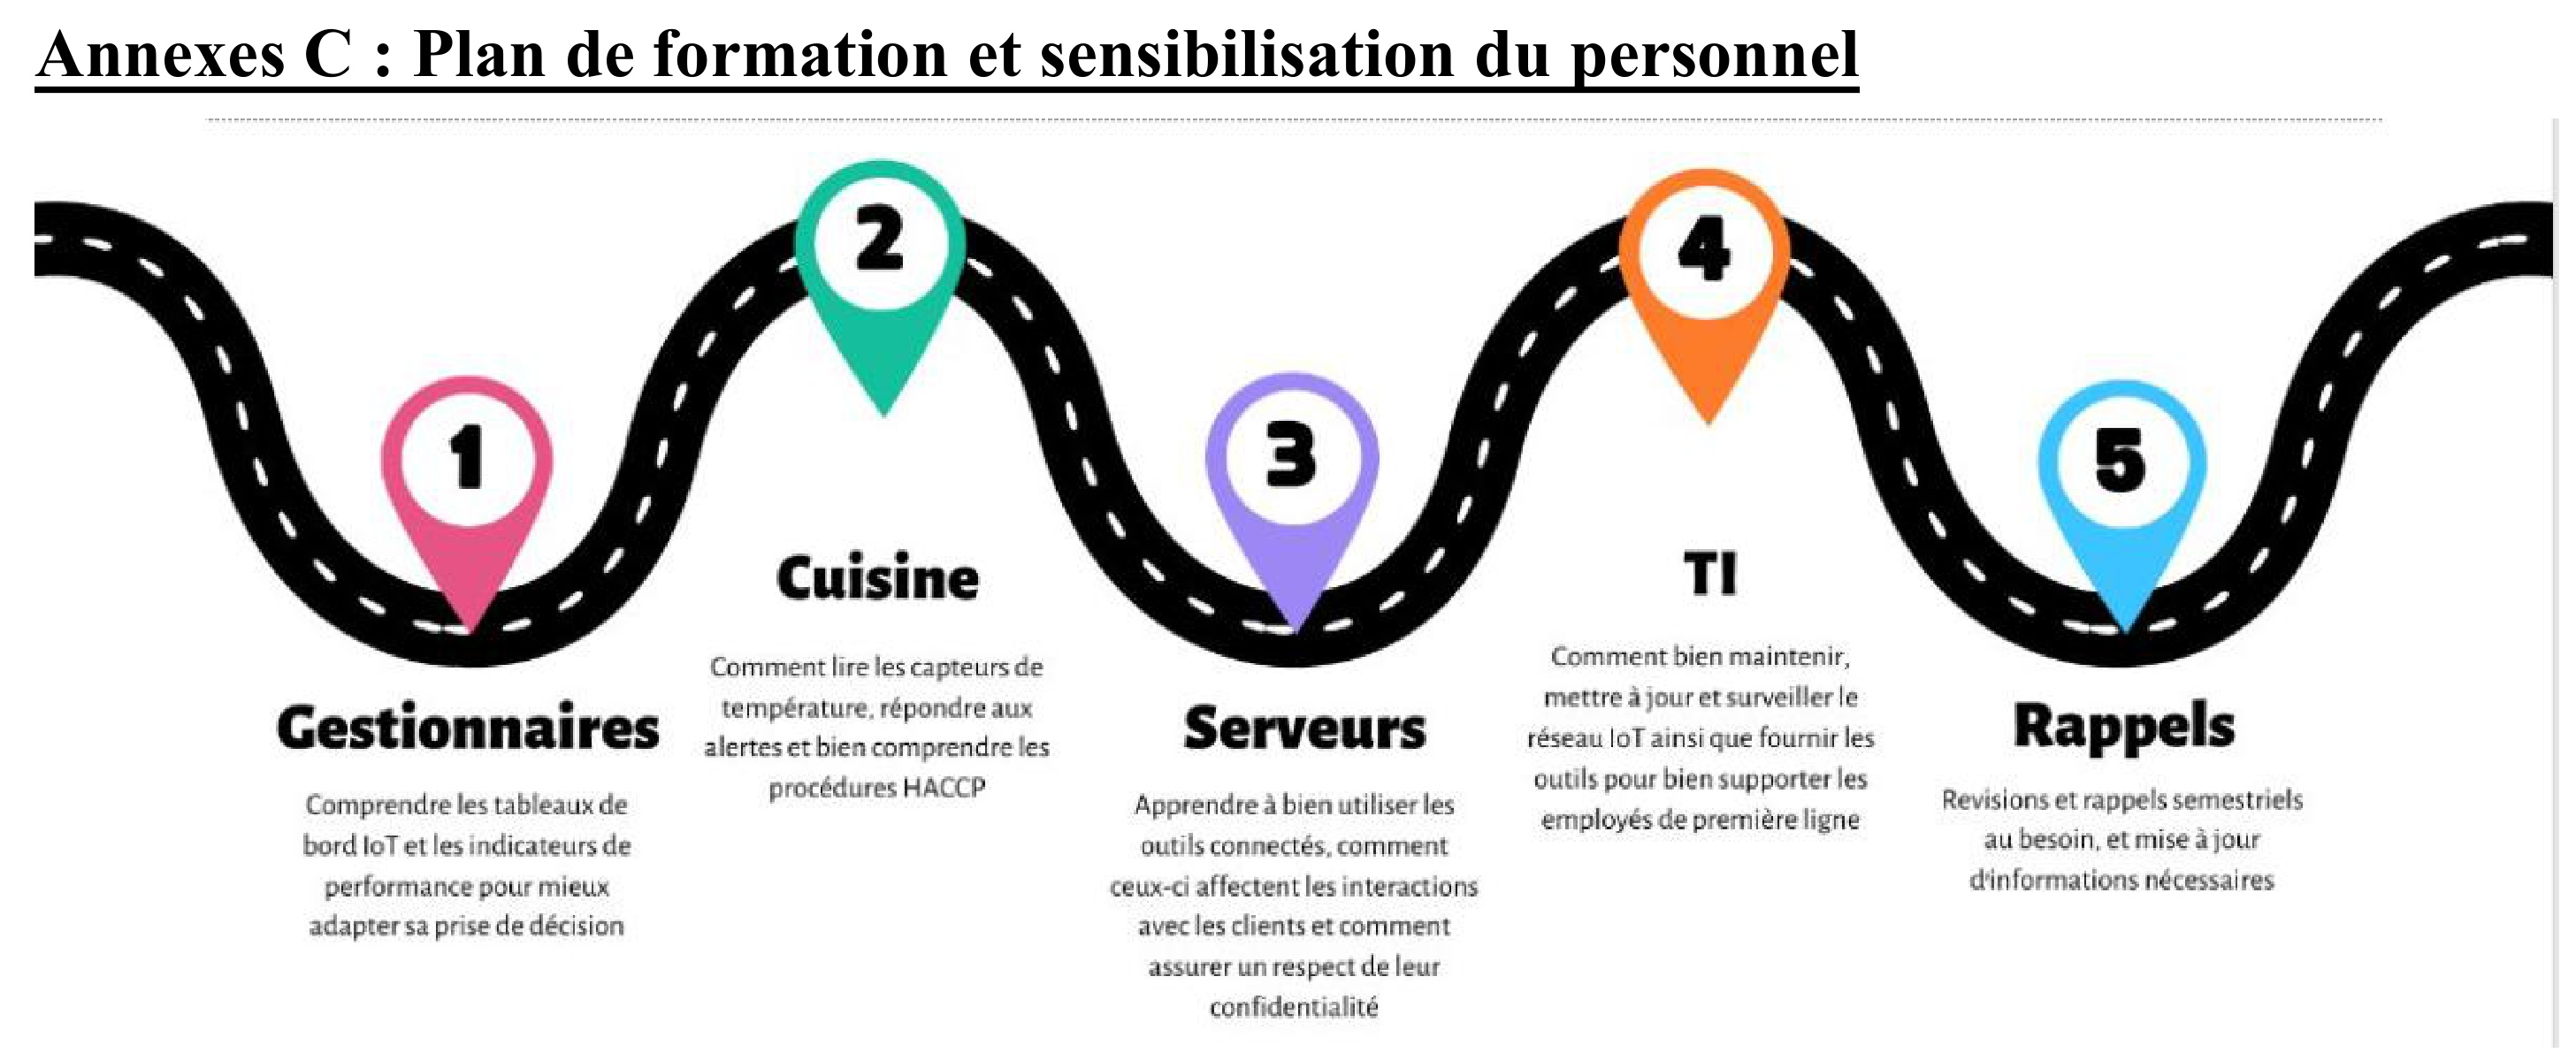 Annexes C : Plan de formation et sensibilisation du personnel
1
Gestionnaires
Comprendre les tableaux de
bord IoT et les indicateurs de
performance pour mieux
adapter sa prise de décision
2
Cuisine
Comment lire les capteurs de
température, répondre aux
alertes et bien comprendre les
procédures HACCP
3
Serveurs
Apprendre à bien utiliser les
outils connectés, comment
ceux-ci affectent les interactions
avec les clients et comment
assurer un respect de leur
confidentialité
4
TI
Comment bien maintenir,
mettre à jour et surveiller le
réseau IoT ainsi que fournir les
outils pour bien supporter les
employés de première ligne
5
Rappels
Revisions et rappels semestriels
au besoin, et mise à jour
d'informations nécessaires